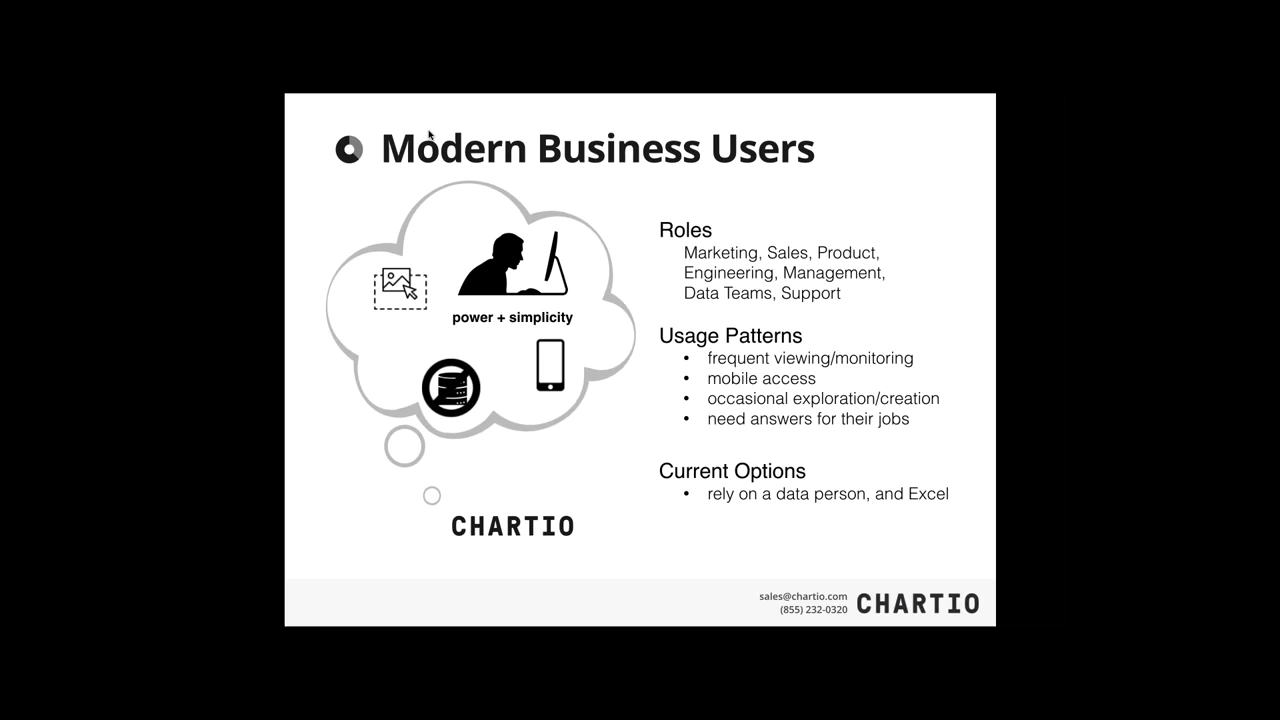 Modern Business Users
power + simplicity
CHARTIO
Roles
Marketing, Sales, Product,
Engineering, Management,
Data Teams, Support
Usage Patterns
• frequent viewing/monitoring
• mobile access
• occasional exploration/creation
• need answers for their jobs
Current Options
• rely on a data person, and Excel
sales@chartio.com
(855) 232-0320
CHARTIO